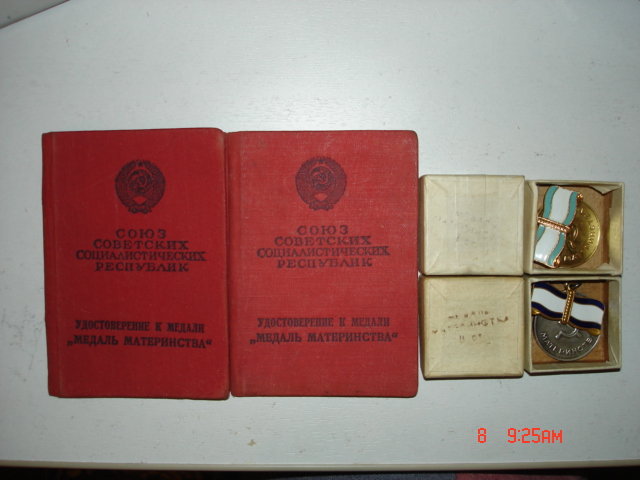 СОЮЗ
СОВЕТСКИХ
СОЦИАЛИСТИЧЕСКИХ
РЕСПУБЛИК
УДОСТОВЕРЕНИЕ К МЕДАЛИ
„МЕДАЛЬ МАТЕРИНСТВА“
СОЮЗ
СОВЕТСКИХ
СОЦИАЛИСТИЧЕСКИХ
РЕСПУБЛИК
УДОСТОВЕРЕНИЕ К МЕДАЛИ
„МЕДАЛЬ МАТЕРИНСТВА“
МАТЕРИНСТВА
8 9:25AM